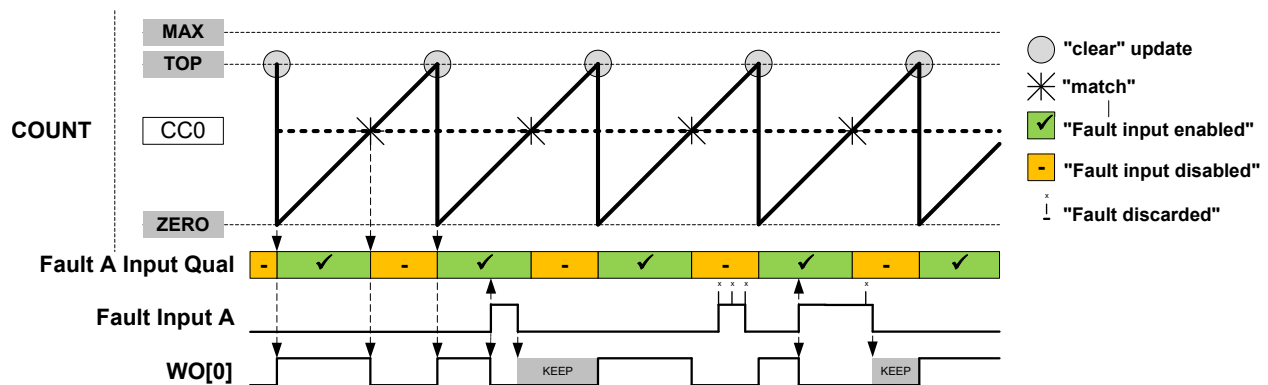 MAX
"clear" update
TOP
"match"
COUNT
CC0
"Fault input enabled"
- "Fault input disabled"
x
"Fault discarded"
ZERO
Fault A Input Qual
- ✓ - ✓ - ✓ - ✓ - ✓
x x x x
Fault Input A
WO[0]
KEEP
KEEP